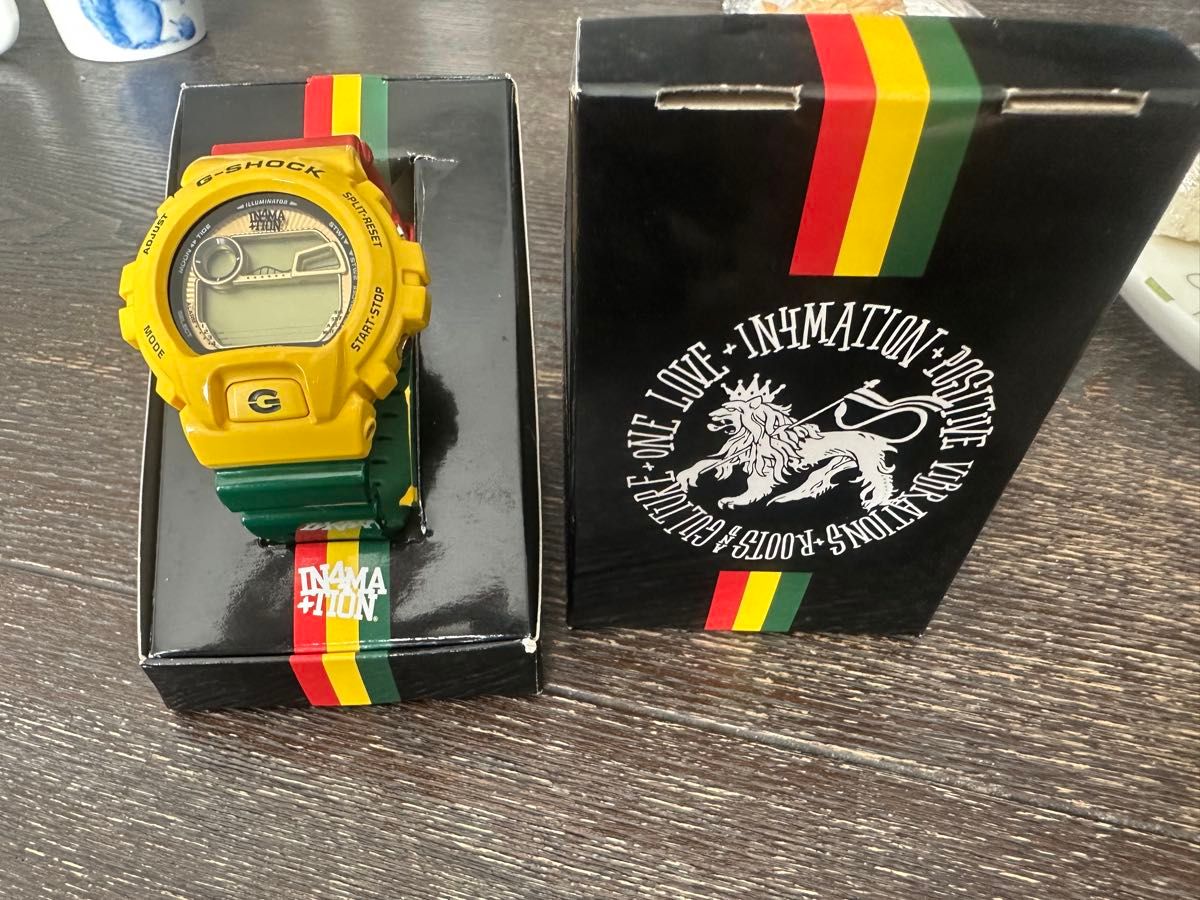 G-SHOCK
ILLUMINATOR
IN4MA
+TION
ADJUST
SPLIT·RESET
MODE
START·STOP
G
IN4MA
+TION®
ONE LOVE + IN4MATION + POSITIVE VIBRATIONS + ROOTS N CULTURE +